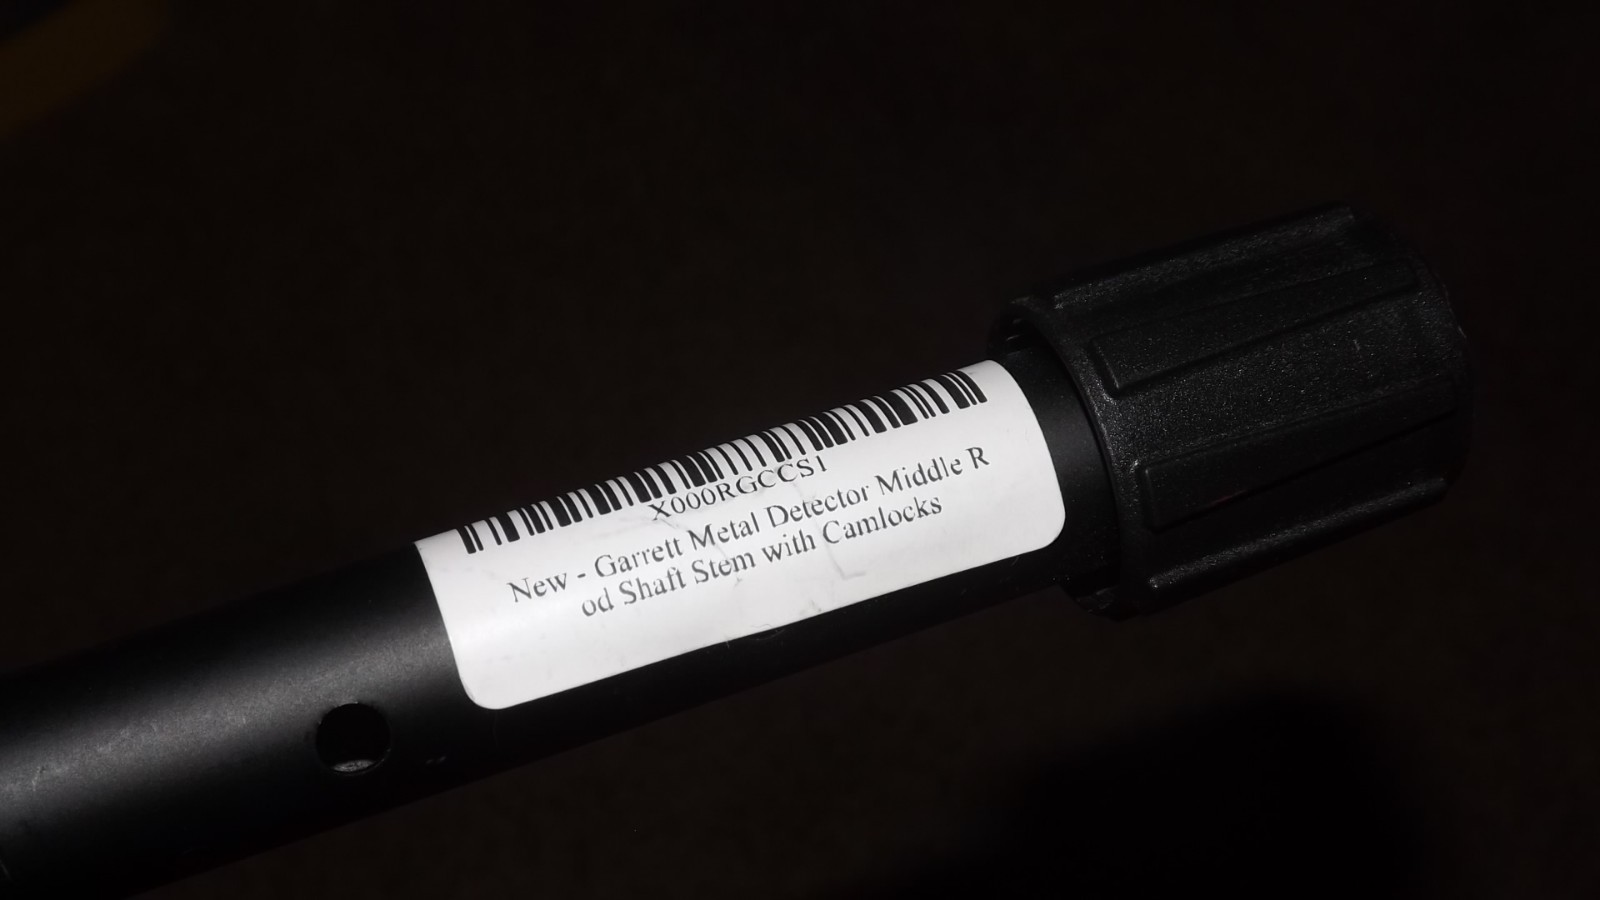 X000RGCCS1
New - Garrett Metal Detector Middle R
od Shaft Stem with Camlocks